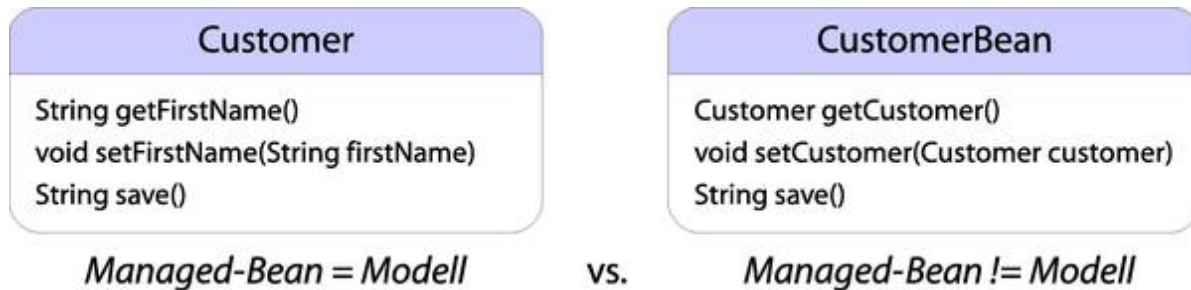 Customer
String getFirstName()
void setFirstName(String firstName)
String save()
CustomerBean
Customer getCustomer()
void setCustomer(Customer customer)
String save()
Managed-Bean = Modell vs. Managed-Bean != Modell